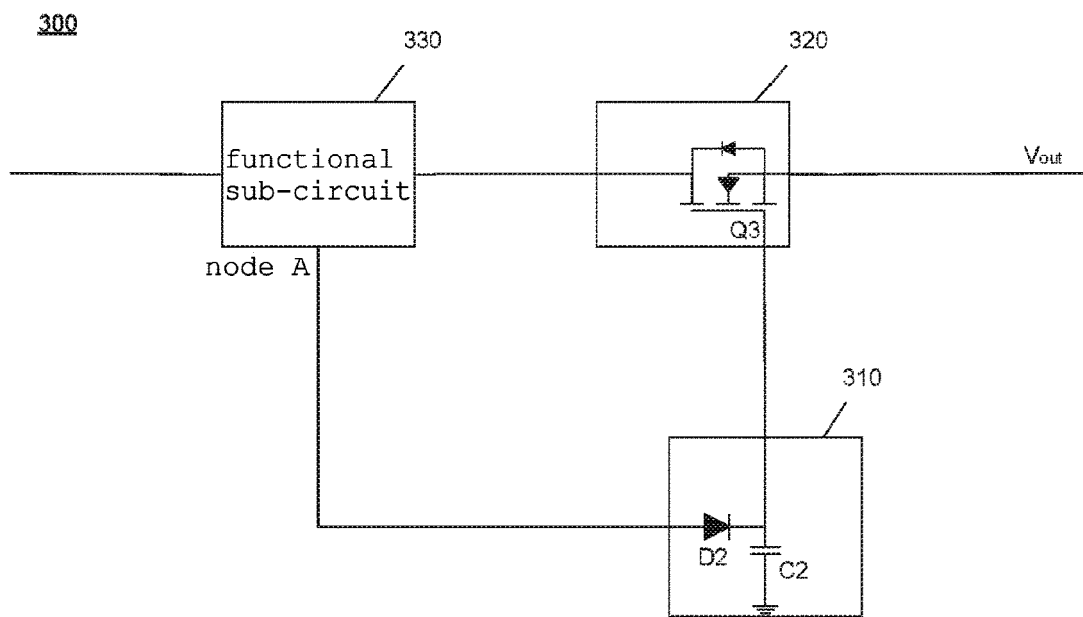 300
330
320
functional
sub-circuit
Vout
Q3
node A
310
D2
C2